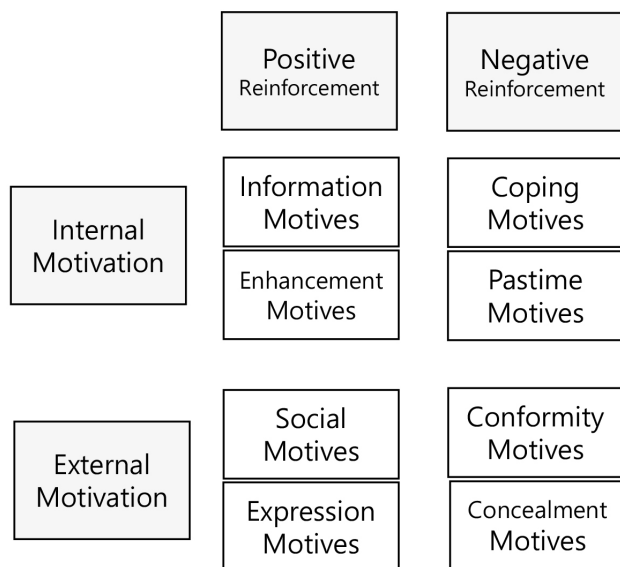 Positive
Reinforcement
Negative
Reinforcement
Internal
Motivation
Information
Motives
Enhancement
Motives
Coping
Motives
Pastime
Motives
External
Motivation
Social
Motives
Expression
Motives
Conformity
Motives
Concealment
Motives